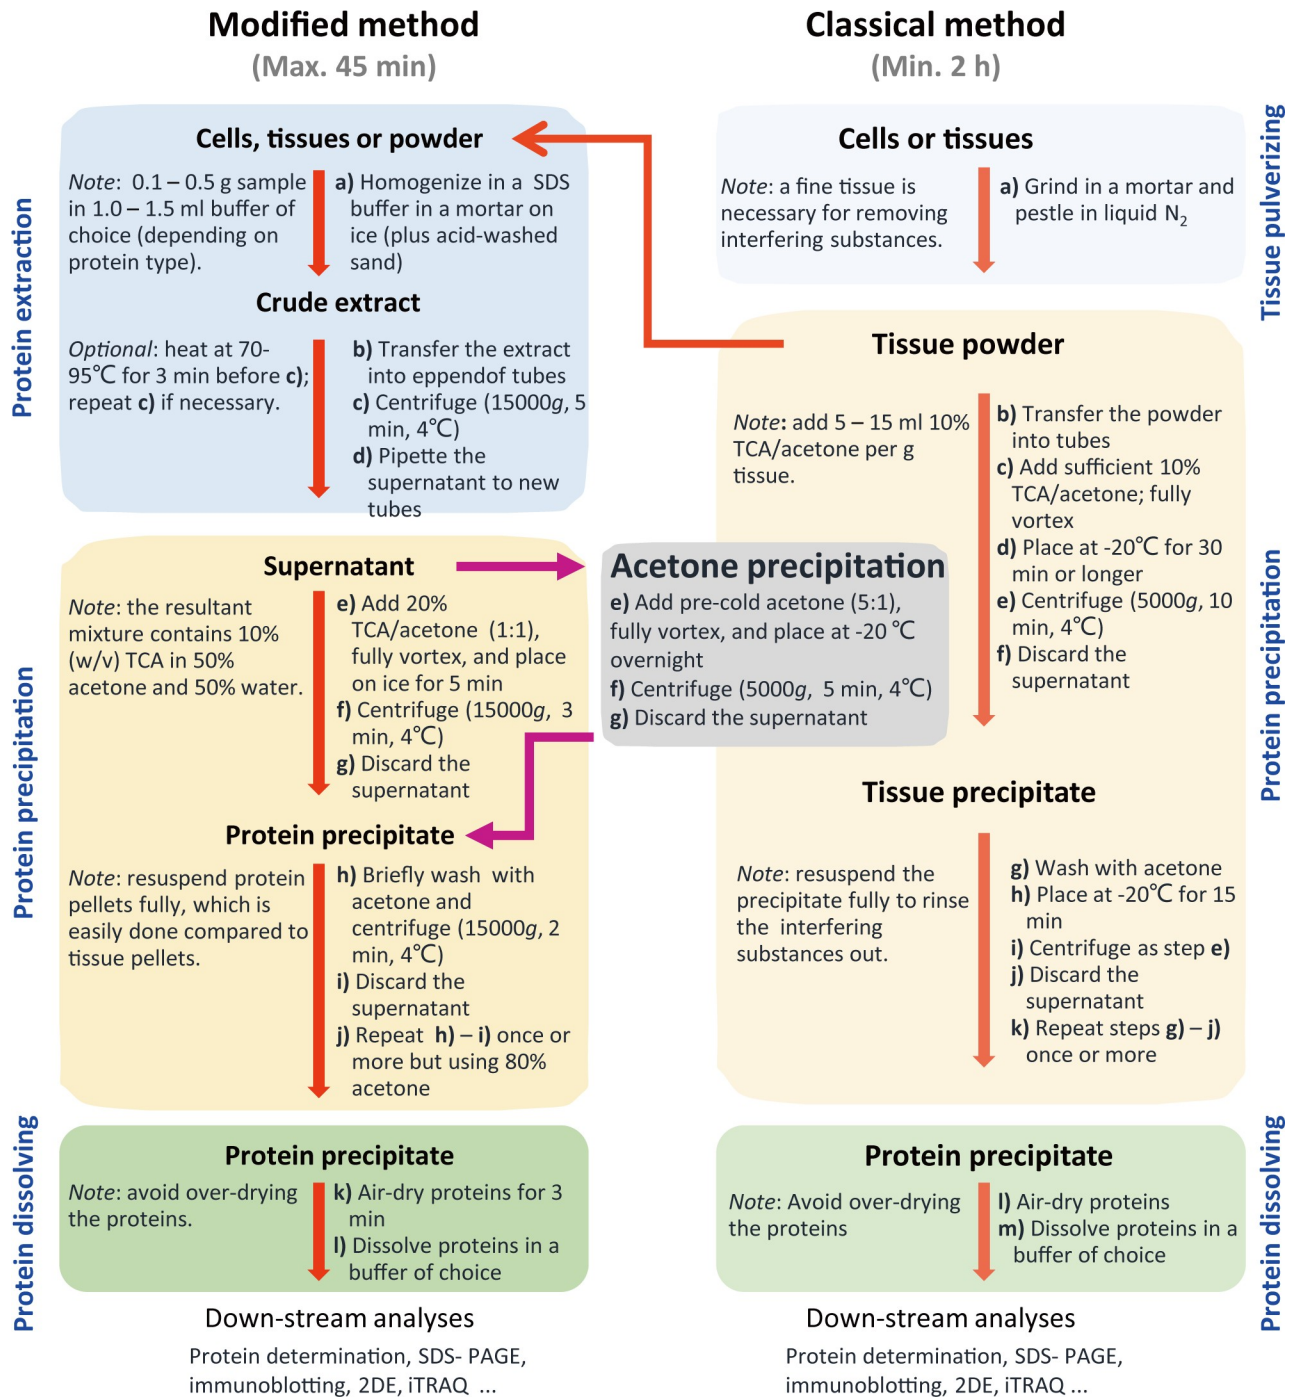 Modified method
(Max. 45 min)
Protein extraction
Cells, tissues or powder
Note: 0.1 – 0.5 g sample
in 1.0 – 1.5 ml buffer of
choice (depending on
protein type).
a) Homogenize in a SDS
buffer in a mortar on
ice (plus acid-washed
sand)
Crude extract
Optional: heat at 70-
95℃ for 3 min before c);
repeat c) if necessary.
b) Transfer the extract
into eppendof tubes
c) Centrifuge (15000g, 5
min, 4℃)
d) Pipette the
supernatant to new
tubes
Protein precipitation
Supernatant
Note: the resultant
mixture contains 10%
(w/v) TCA in 50%
acetone and 50% water.
e) Add 20%
TCA/acetone (1:1),
fully vortex, and place
on ice for 5 min
f) Centrifuge (15000g, 3
min, 4℃)
g) Discard the
supernatant
Acetone precipitation
e) Add pre-cold acetone (5:1),
fully vortex, and place at -20 ℃
overnight
f) Centrifuge (5000g, 5 min, 4℃)
g) Discard the supernatant
Protein precipitate
Note: resuspend protein
pellets fully, which is
easily done compared to
tissue pellets.
h) Briefly wash with
acetone and
centrifuge (15000g, 2
min, 4℃)
i) Discard the
supernatant
j) Repeat h) – i) once or
more but using 80%
acetone
Protein dissolving
Protein precipitate
Note: avoid over-drying
the proteins.
k) Air-dry proteins for 3
min
l) Dissolve proteins in a
buffer of choice
Down-stream analyses
Protein determination, SDS- PAGE,
immunoblotting, 2DE, iTRAQ ...
Classical method
(Min. 2 h)
Tissue pulverizing
Cells or tissues
Note: a fine tissue is
necessary for removing
interfering substances.
a) Grind in a mortar and
pestle in liquid N₂
Protein precipitation
Tissue powder
Note: add 5 – 15 ml 10%
TCA/acetone per g
tissue.
b) Transfer the powder
into tubes
c) Add sufficient 10%
TCA/acetone; fully
vortex
d) Place at -20℃ for 30
min or longer
e) Centrifuge (5000g, 10
min, 4℃)
f) Discard the
supernatant
Tissue precipitate
Note: resuspend the
precipitate fully to rinse
the interfering
substances out.
g) Wash with acetone
h) Place at -20℃ for 15
min
i) Centrifuge as step e)
j) Discard the
supernatant
k) Repeat steps g) – j)
once or more
Protein dissolving
Protein precipitate
Note: Avoid over-drying
the proteins
l) Air-dry proteins
m) Dissolve proteins in a
buffer of choice
Down-stream analyses
Protein determination, SDS- PAGE,
immunoblotting, 2DE, iTRAQ ...